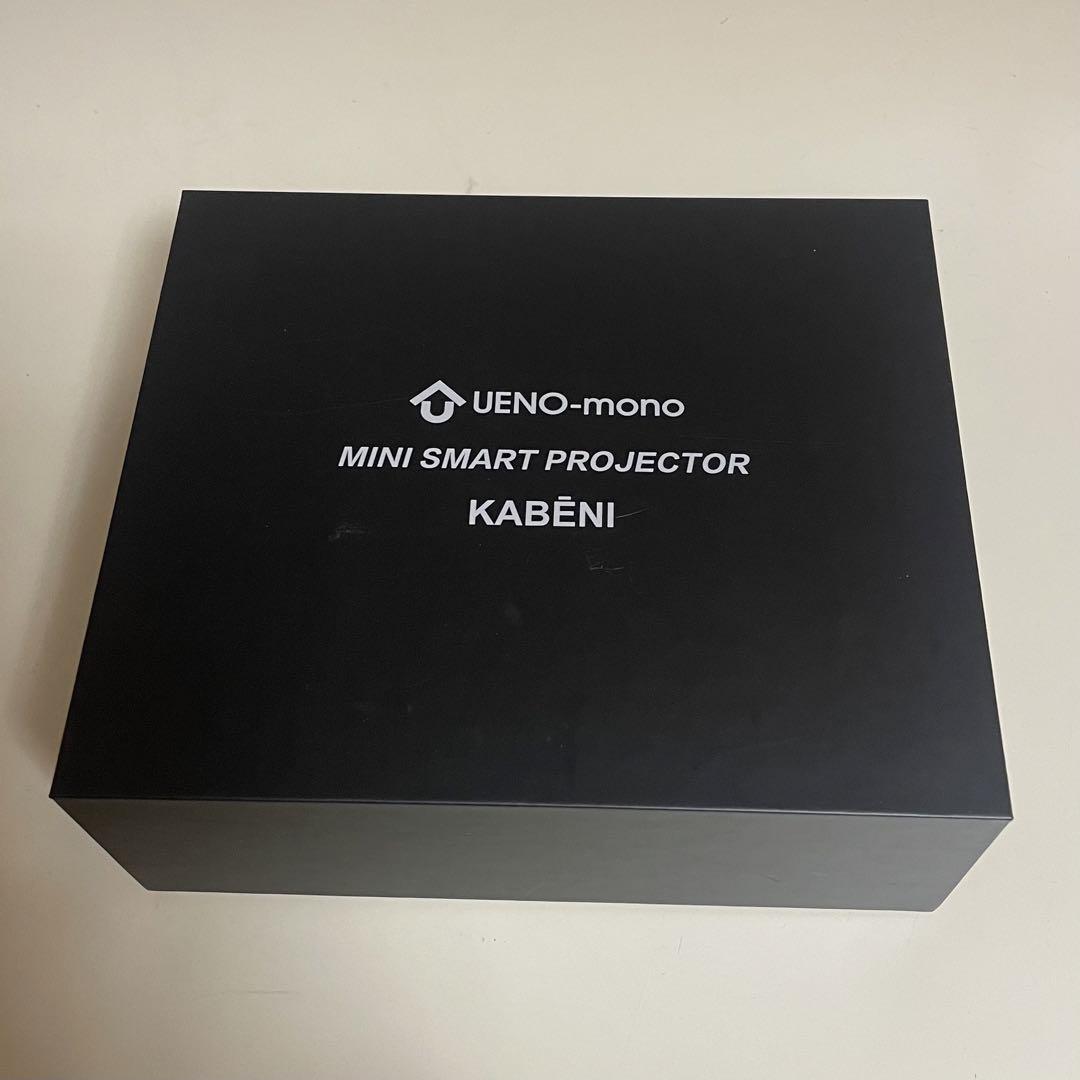 UENO-mono
MINI SMART PROJECTOR
KABĒNI